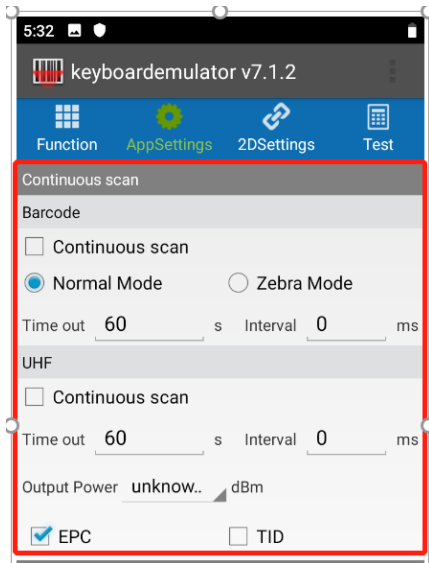 5:32
keyboardemulator v7.1.2
Function AppSettings 2DSettings Test
Continuous scan
Barcode
Continuous scan
Normal Mode Zebra Mode
Time out 60 s Interval 0 ms
UHF
Continuous scan
Time out 60 s Interval 0 ms
Output Power unknow.. dBm
EPC TID